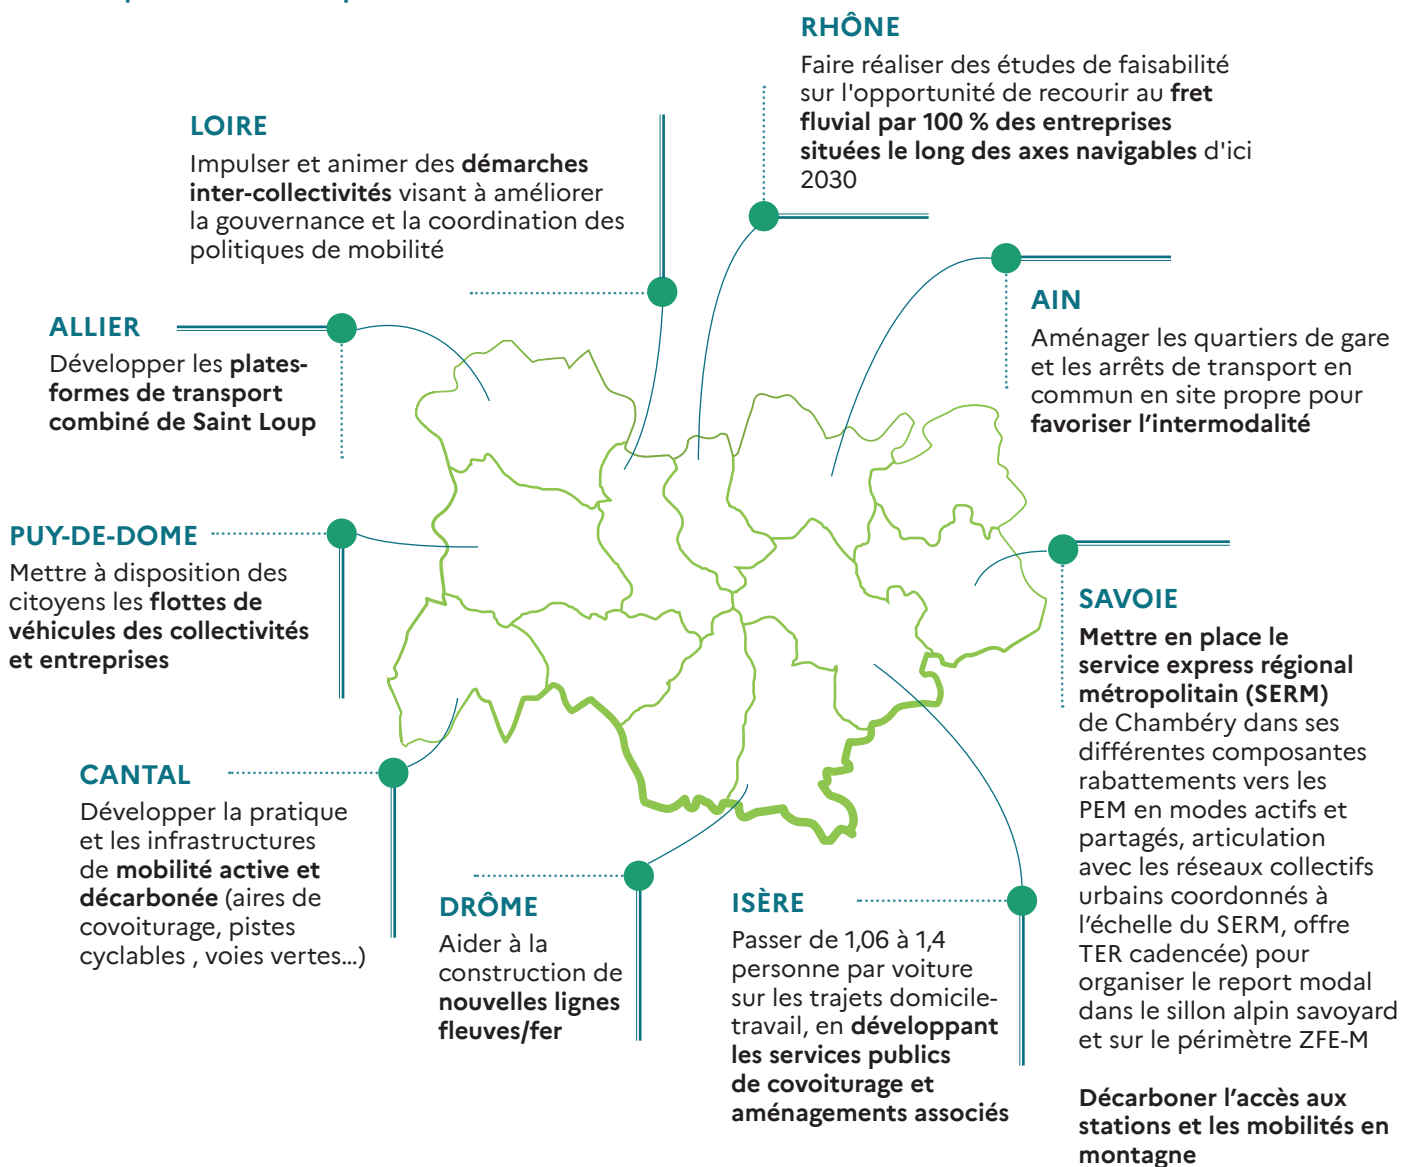 RHÔNE
Faire réaliser des études de faisabilité
sur l'opportunité de recourir au fret
fluvial par 100 % des entreprises
situées le long des axes navigables d'ici
2030
LOIRE
Impulser et animer des démarches
inter-collectivités visant à améliorer
la gouvernance et la coordination des
politiques de mobilité
AIN
Aménager les quartiers de gare
et les arrêts de transport en
commun en site propre pour
favoriser l’intermodalité
ALLIER
Développer les plates-
formes de transport
combiné de Saint Loup
PUY-DE-DOME
Mettre à disposition des
citoyens les flottes de
véhicules des collectivités
et entreprises
SAVOIE
Mettre en place le
service express régional
métropolitain (SERM)
de Chambéry dans ses
différentes composantes
rabattements vers les
PEM en modes actifs et
partagés, articulation
avec les réseaux collectifs
urbains coordonnés à
l’échelle du SERM, offre
TER cadencée) pour
organiser le report modal
dans le sillon alpin savoyard
et sur le périmètre ZFE-M
Décarboner l’accès aux
stations et les mobilités en
montagne
CANTAL
Développer la pratique
et les infrastructures
de mobilité active et
décarbonée (aires de
covoiturage, pistes
cyclables , voies vertes...)
DRÔME
Aider à la
construction de
nouvelles lignes
fleuves/fer
ISÈRE
Passer de 1,06 à 1,4
personne par voiture
sur les trajets domicile-
travail, en développant
les services publics
de covoiturage et
aménagements associés